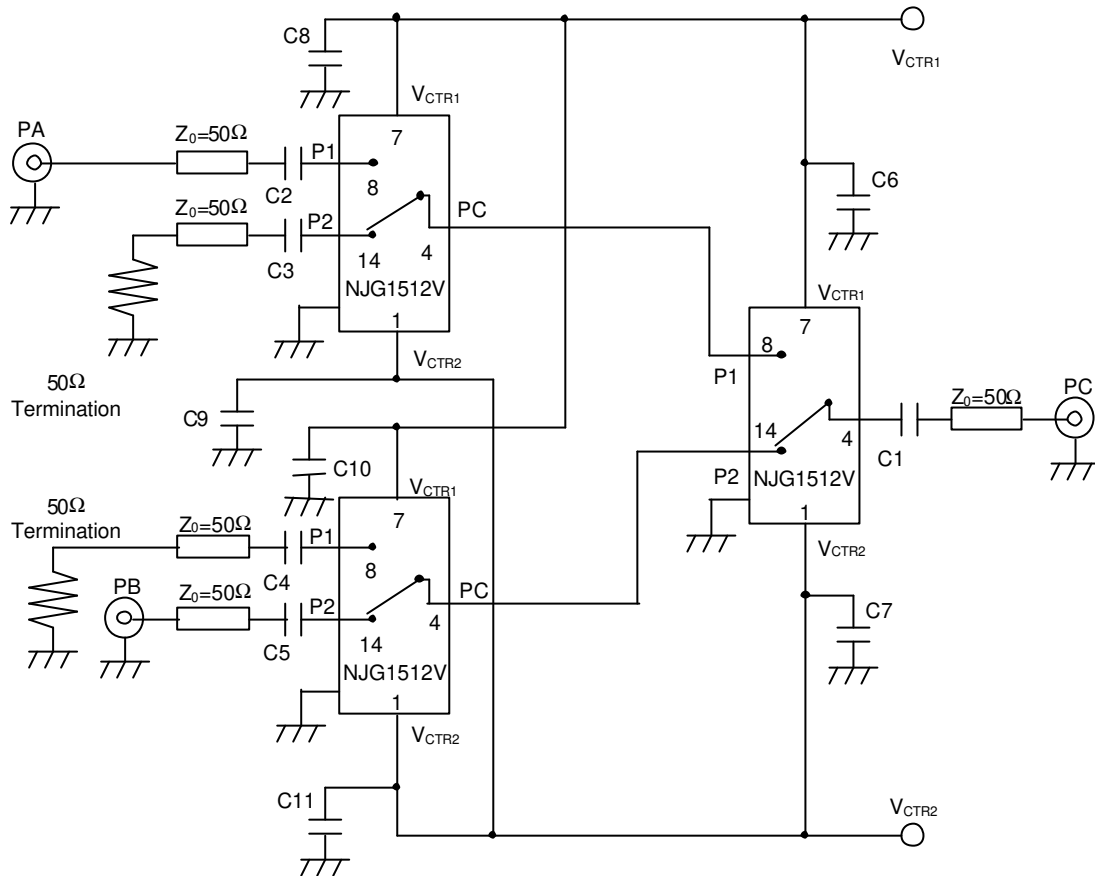 C8
VCTR1
VCTR1
PA
Z0=50Ω
P1
7
C2
8
C6
Z0=50Ω
P2
PC
C3
14
4
NJG1512V
VCTR1
1
7
50Ω
Termination
VCTR2
8
P1
C9
Z0=50Ω
PC
C10
14
4
C1
P2
NJG1512V
50Ω
Termination
VCTR1
1
7
VCTR2
Z0=50Ω
P1
C4
8
PB
Z0=50Ω
P2
PC
C7
C5
14
4
NJG1512V
1
VCTR2
C11
VCTR2